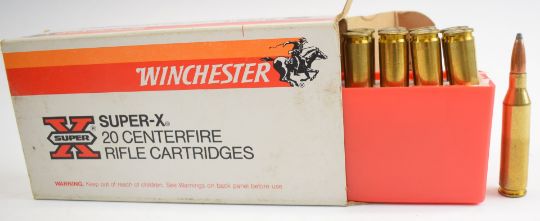 WINCHESTER®
SUPER
X®
SUPER-X®
20 CENTERFIRE
RIFLE CARTRIDGES
WARNING. Keep out of reach of children. See Warnings on back panel before use